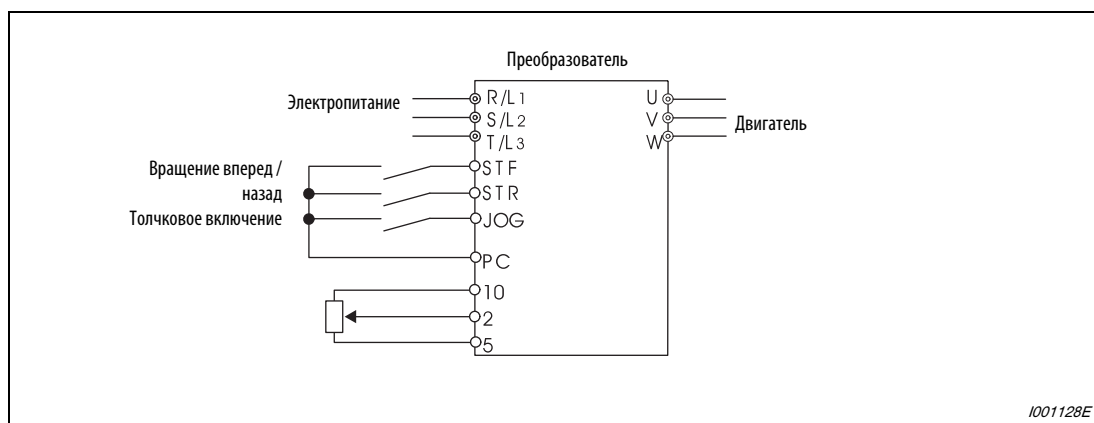 Преобразователь
Электропитание
R/L1
U
S/L2
V
Двигатель
T/L3
W
Вращение вперед /
назад
STF
STR
Толчковое включение
JOG
PC
10
2
5
I001128E